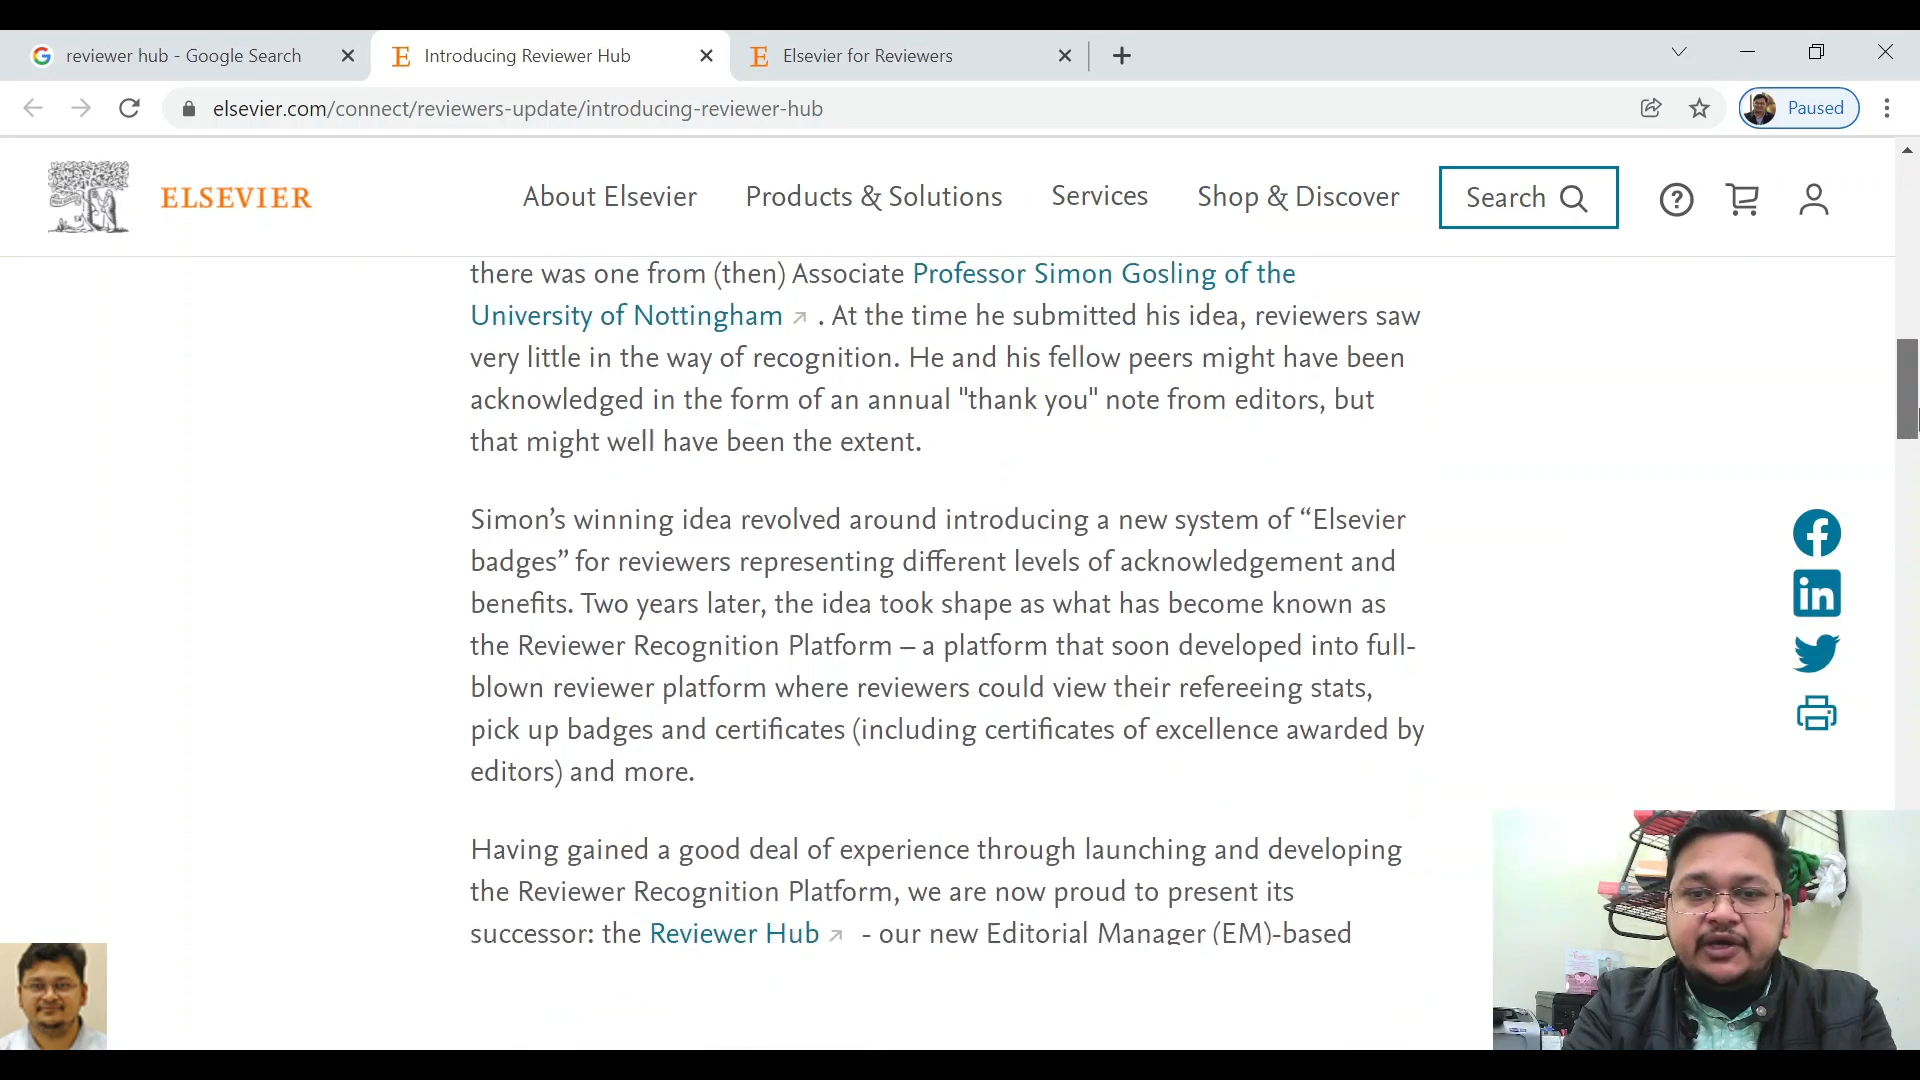 reviewer hub - Google Search
Introducing Reviewer Hub
Elsevier for Reviewers
elsevier.com/connect/reviewers-update/introducing-reviewer-hub
Paused
ELSEVIER
About Elsevier
Products & Solutions
Services
Shop & Discover
Search
there was one from (then) Associate Professor Simon Gosling of the
University of Nottingham . At the time he submitted his idea, reviewers saw
very little in the way of recognition. He and his fellow peers might have been
acknowledged in the form of an annual "thank you" note from editors, but
that might well have been the extent.
Simon’s winning idea revolved around introducing a new system of “Elsevier
badges” for reviewers representing different levels of acknowledgement and
benefits. Two years later, the idea took shape as what has become known as
the Reviewer Recognition Platform – a platform that soon developed into full-
blown reviewer platform where reviewers could view their refereeing stats,
pick up badges and certificates (including certificates of excellence awarded by
editors) and more.
Having gained a good deal of experience through launching and developing
the Reviewer Recognition Platform, we are now proud to present its
successor: the Reviewer Hub - our new Editorial Manager (EM)-based